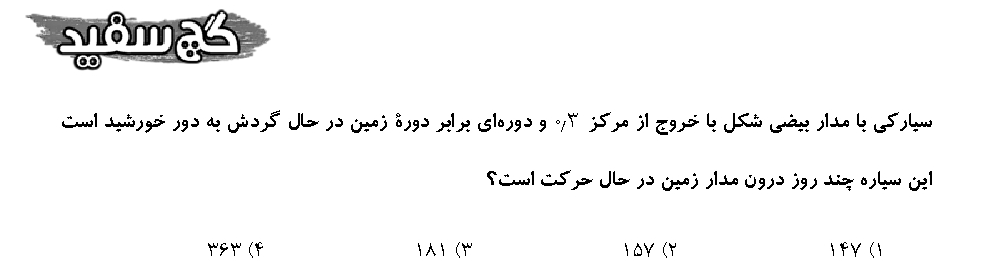 گچ سفید
سیارکی با مدار بیضی شکل با خروج از مرکز ۰٫۳ و دوره‌ای برابر دورهٔ زمین در حال گردش به دور خورشید است
این سیاره چند روز درون مدار زمین در حال حرکت است؟
۱) ۱۴۷ ۲) ۱۵۷ ۳) ۱۸۱ ۴) ۳۶۳